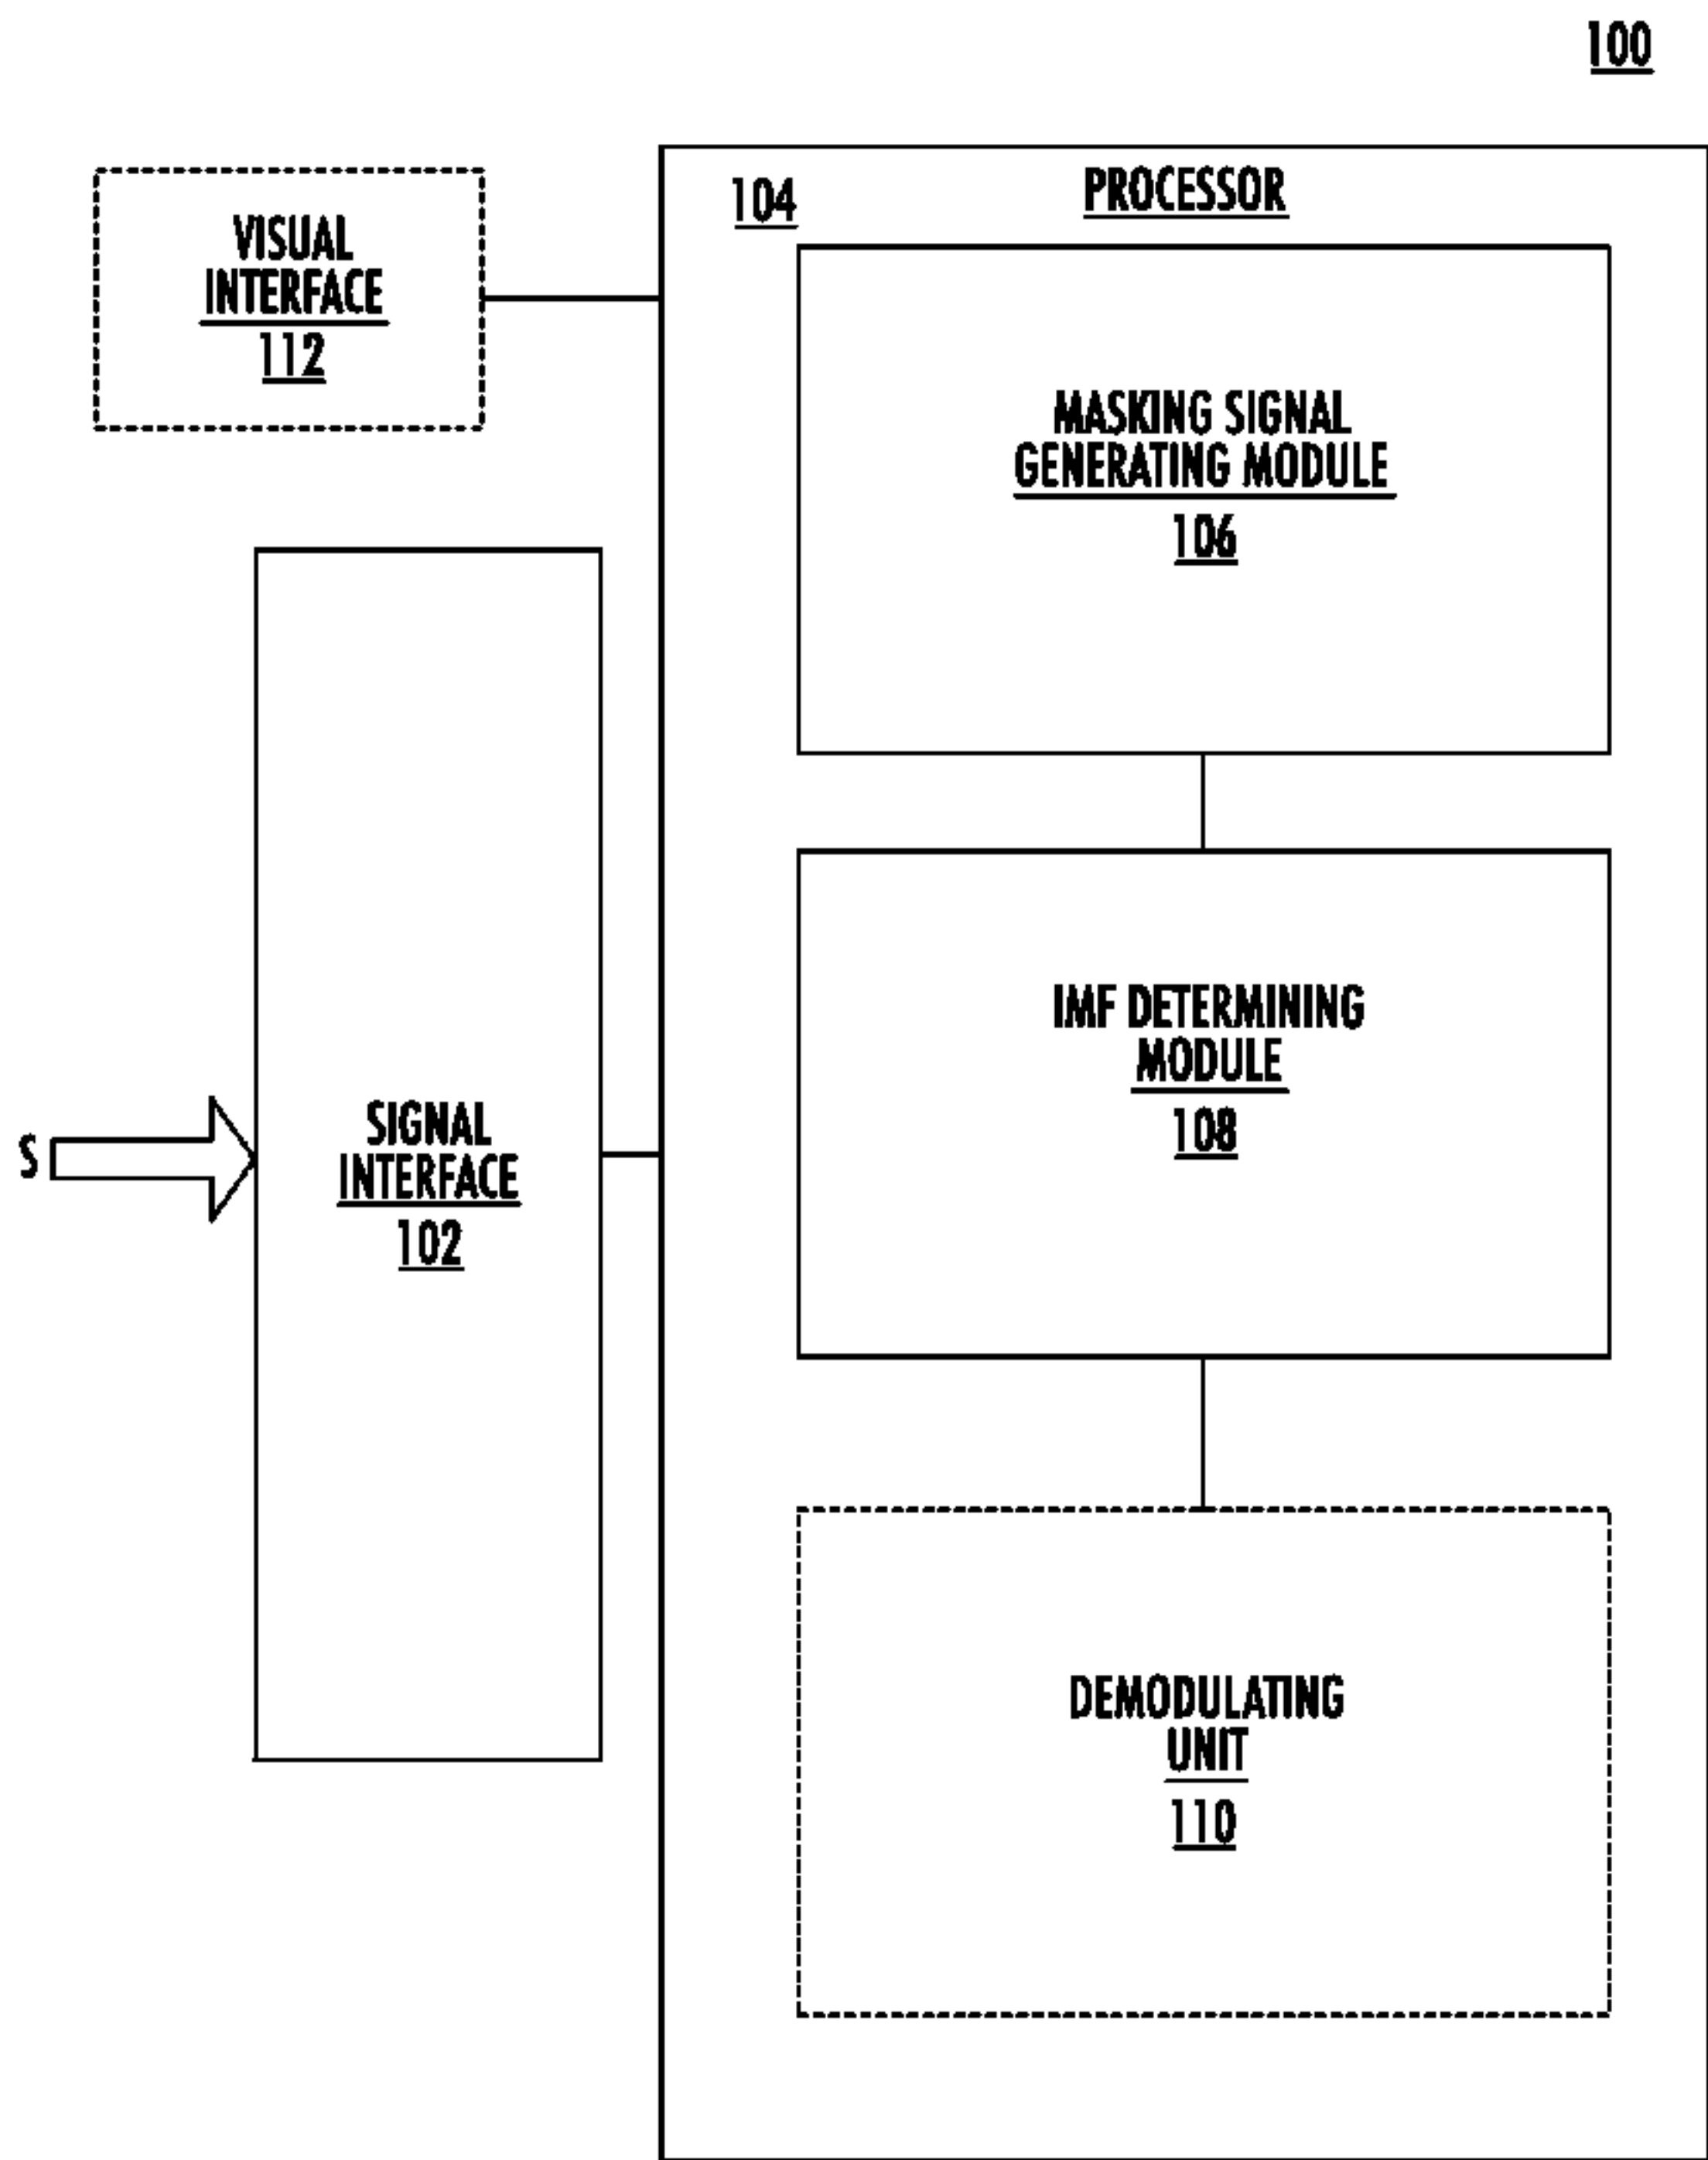 100
VISUAL
INTERFACE
112
104
PROCESSOR
MASKING SIGNAL
GENERATING MODULE
106
IMF DETERMINING
MODULE
108
S
SIGNAL
INTERFACE
102
DEMODULATING
UNIT
110